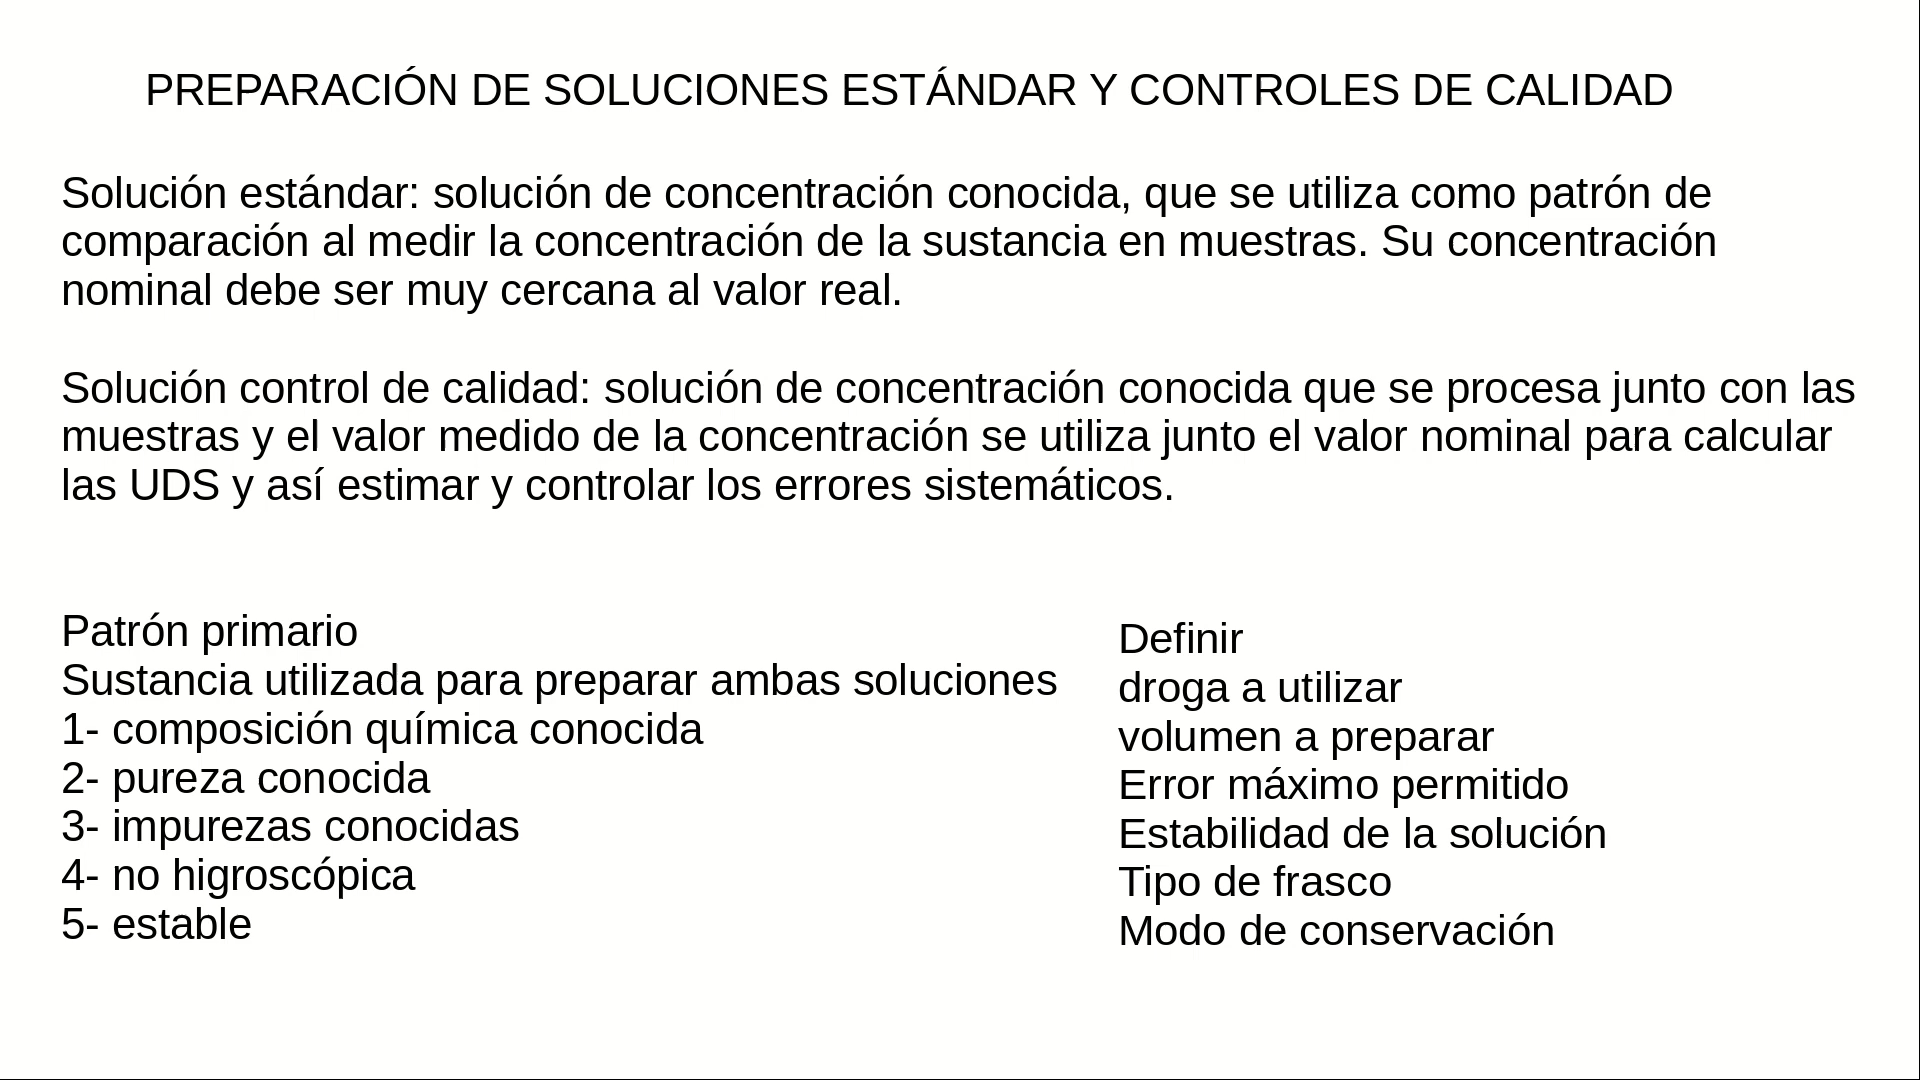 PREPARACIÓN DE SOLUCIONES ESTÁNDAR Y CONTROLES DE CALIDAD
Solución estándar: solución de concentración conocida, que se utiliza como patrón de
comparación al medir la concentración de la sustancia en muestras. Su concentración
nominal debe ser muy cercana al valor real.
Solución control de calidad: solución de concentración conocida que se procesa junto con las
muestras y el valor medido de la concentración se utiliza junto el valor nominal para calcular
las UDS y así estimar y controlar los errores sistemáticos.
Patrón primario
Sustancia utilizada para preparar ambas soluciones
1- composición química conocida
2- pureza conocida
3- impurezas conocidas
4- no higroscópica
5- estable
Definir
droga a utilizar
volumen a preparar
Error máximo permitido
Estabilidad de la solución
Tipo de frasco
Modo de conservación